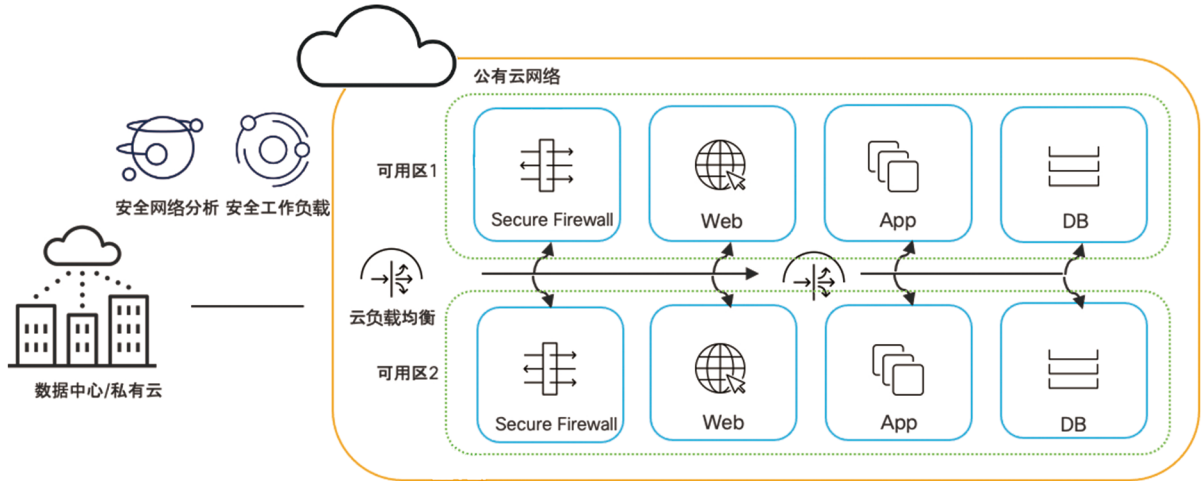 公有云网络
可用区1
Secure Firewall
Web
App
DB
安全网络分析
安全工作负载
云负载均衡
数据中心/私有云
可用区2
Secure Firewall
Web
App
DB